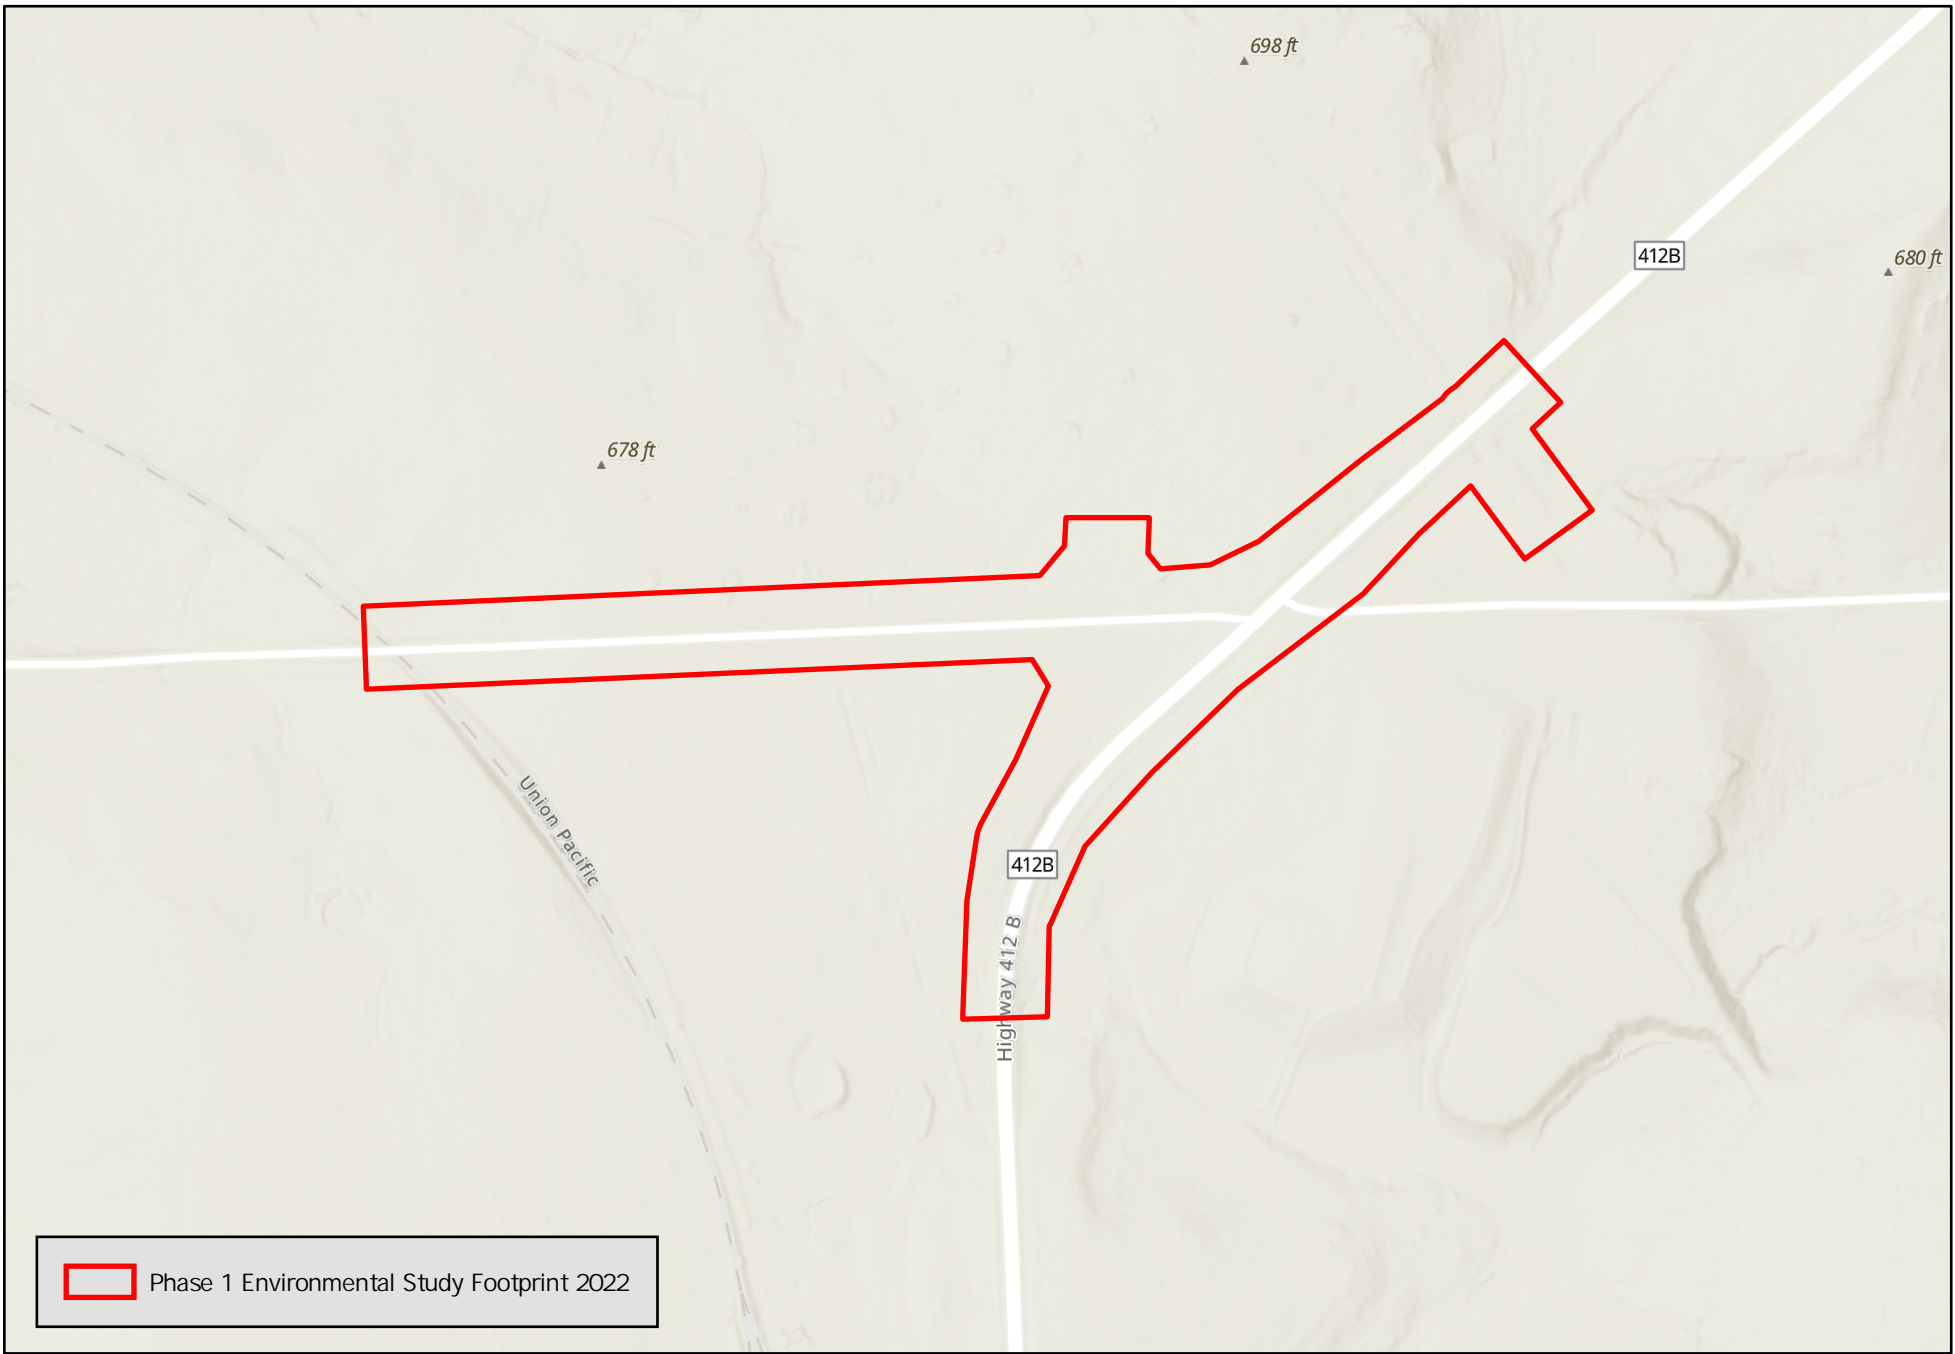 698 ft
412B
680 ft
678 ft
Union Pacific
412B
Highway 412 B
Phase 1 Environmental Study Footprint 2022